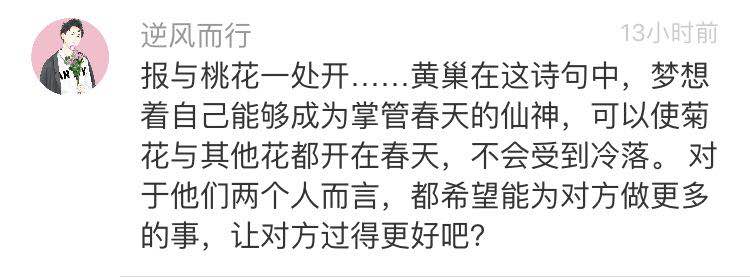 逆风而行
13小时前
报与桃花一处开……黄巢在这诗句中，梦想
着自己能够成为掌管春天的仙神，可以使菊
花与其他花都开在春天，不会受到冷落。 对
于他们两个人而言，都希望能为对方做更多
的事，让对方过得更好吧？